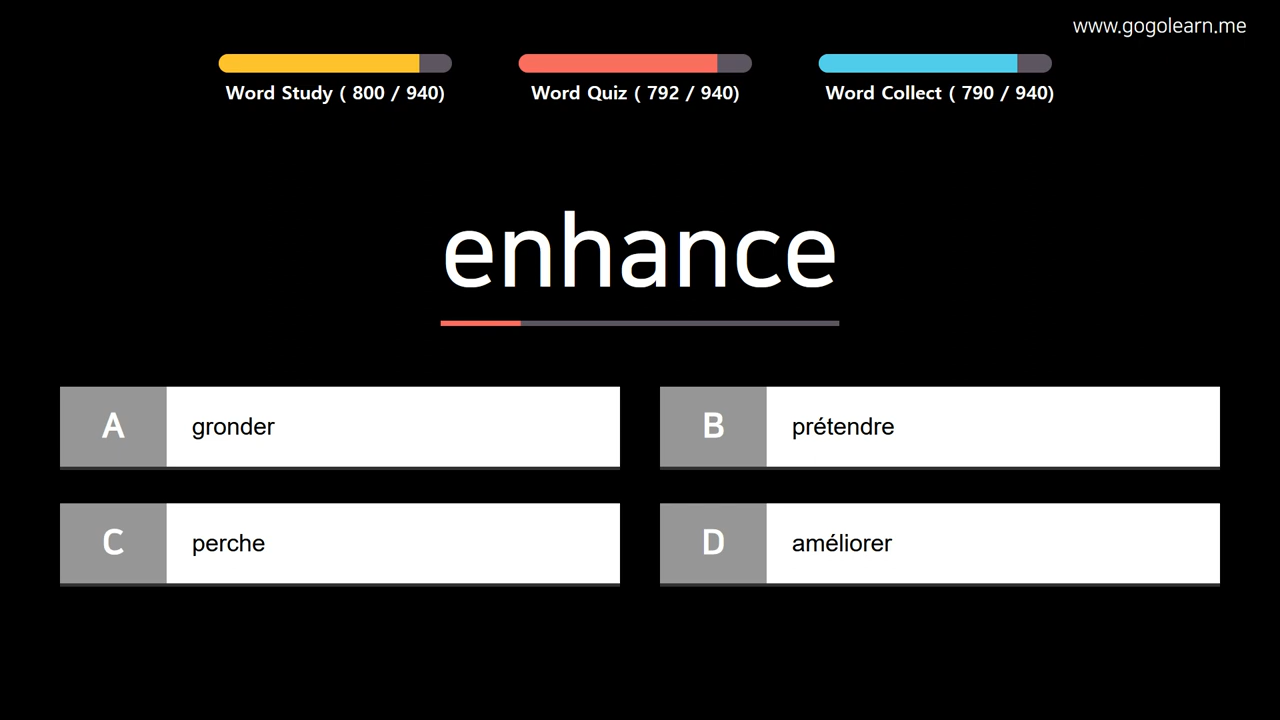 www.gogolearn.me
Word Study ( 800 / 940)
Word Quiz ( 792 / 940)
Word Collect ( 790 / 940)
enhance
A gronder
B prétendre
C perche
D améliorer